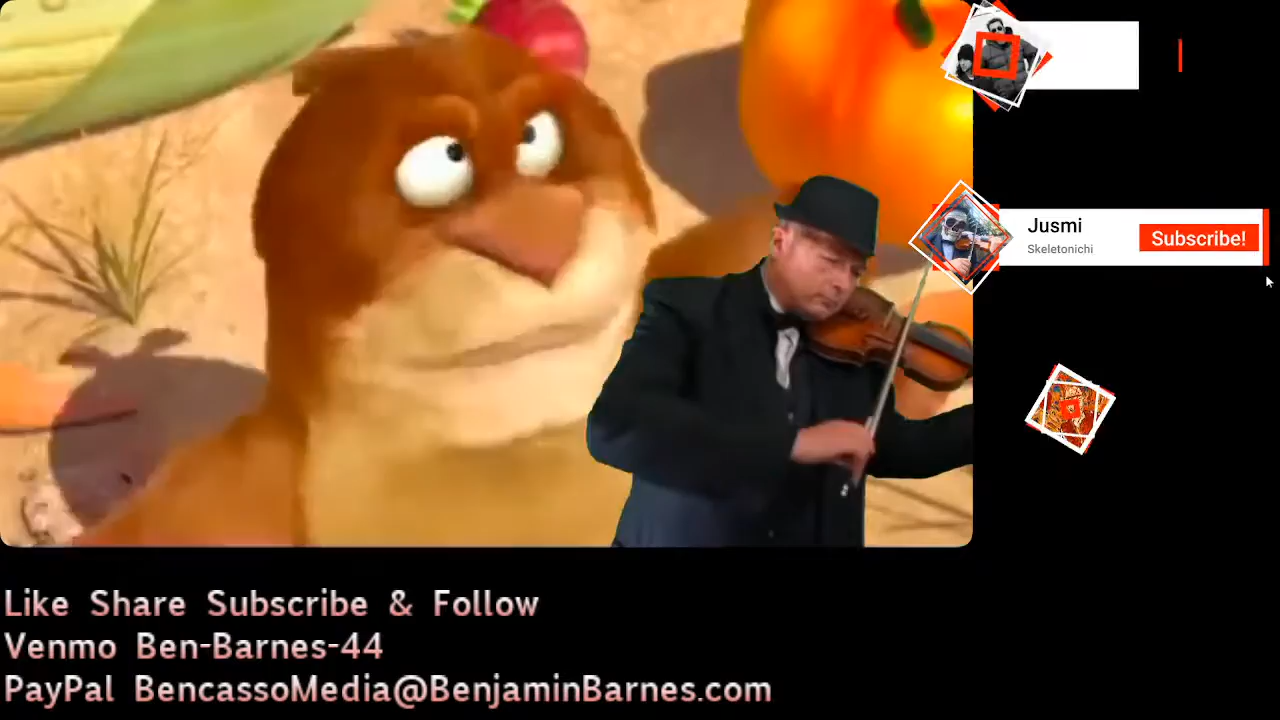 Jusmi
Skeletonichi
Subscribe!
Like Share Subscribe & Follow
Venmo Ben-Barnes-44
PayPal BencassoMedia@BenjaminBarnes.com